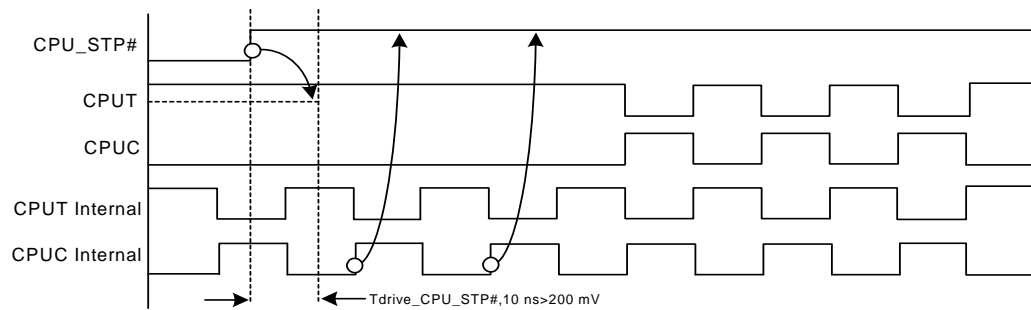 CPU_STP#
CPUT
CPUC
CPUT Internal
CPUC Internal
Tdrive_CPU_STP#,10 ns>200 mV